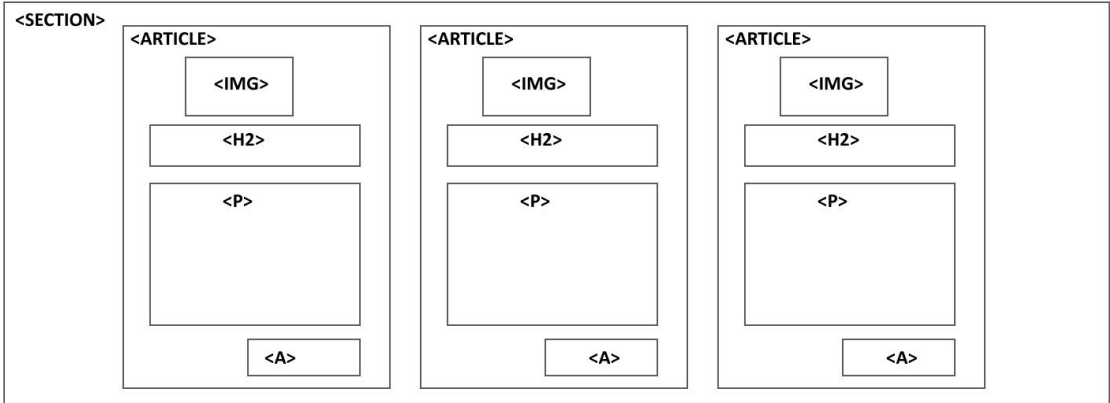 <SECTION>
<ARTICLE>
<IMG>
<H2>
<P>
<A>
<ARTICLE>
<IMG>
<H2>
<P>
<A>
<ARTICLE>
<IMG>
<H2>
<P>
<A>